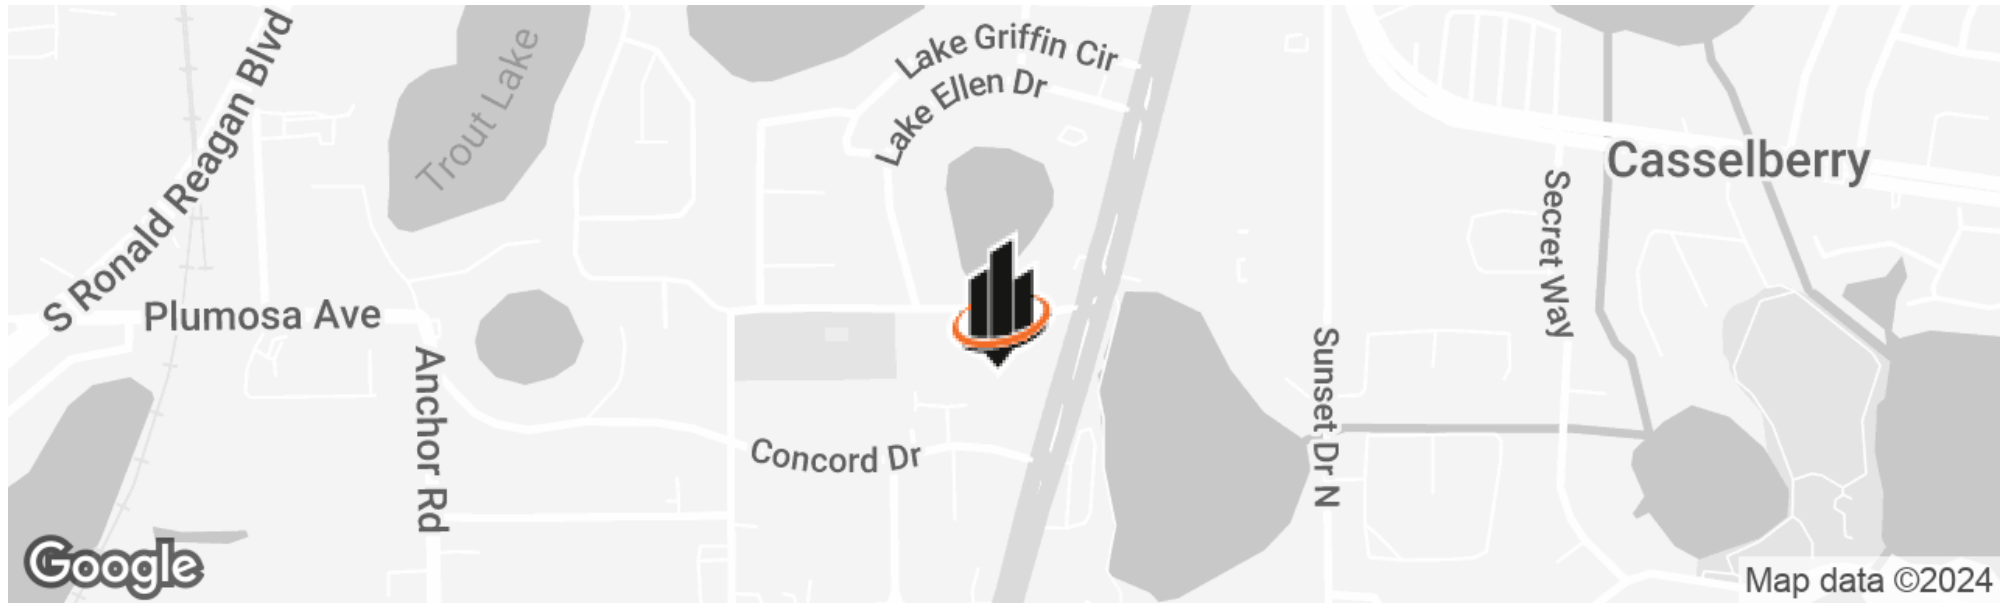 Lake Griffin Cir
Lake Ellen Dr
Trout Lake
S Ronald Reagan Blvd
Casselberry
Secret Way
Plumosa Ave
Anchor Rd
Sunset Dr N
Concord Dr
Google
Map data ©2024